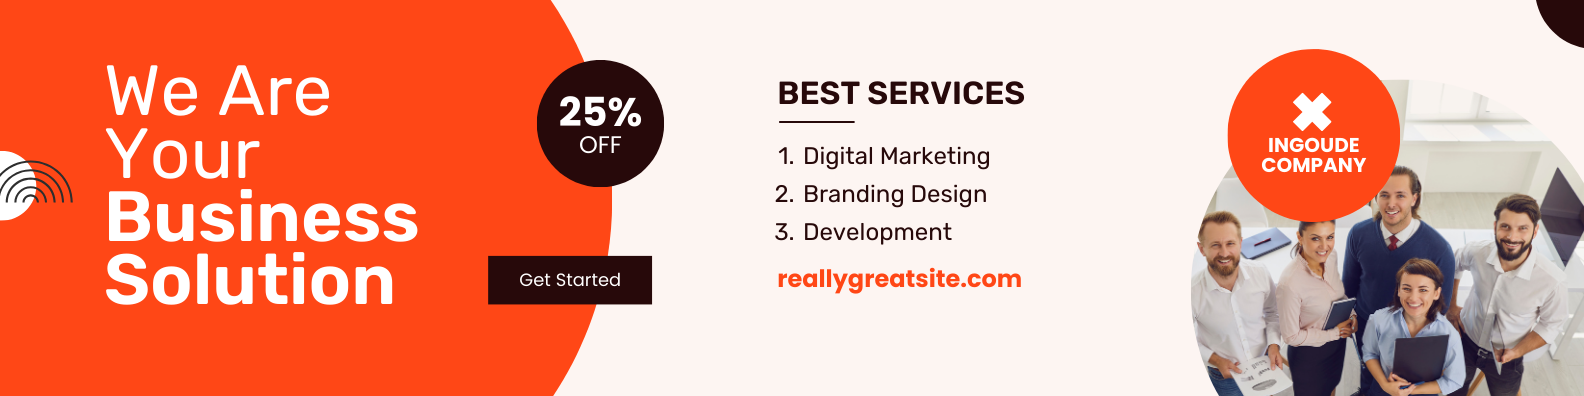 We Are
Your
Business
Solution
25%
OFF
Get Started
BEST SERVICES
1. Digital Marketing
2. Branding Design
3. Development
reallygreatsite.com
INGOUDE
COMPANY